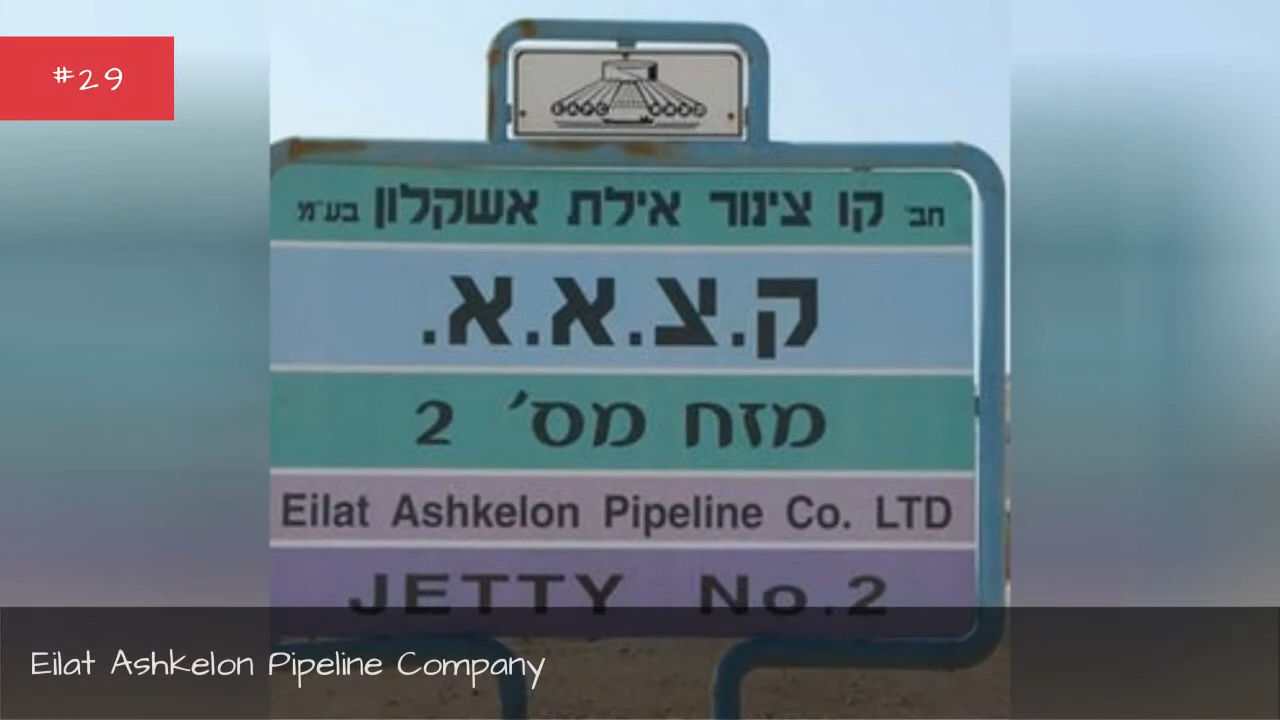 #29
חב' קו צינור אילת אשקלון בע"מ
ק.צ.א.א.
מזח מס' 2
Eilat Ashkelon Pipeline Co. LTD
JETTY No.2
Eilat Ashkelon Pipeline Company